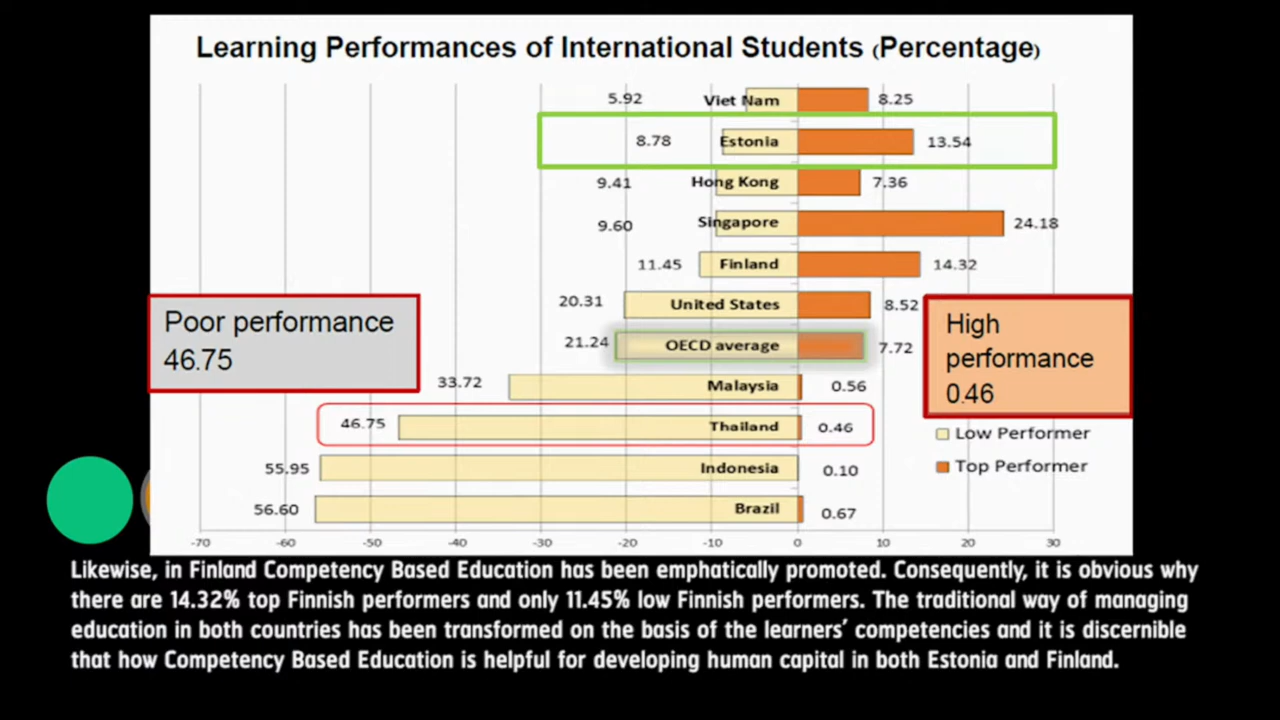 Learning Performances of International Students (Percentage)
5.92 Viet Nam 8.25
8.78 Estonia 13.54
9.41 Hong Kong 7.36
9.60 Singapore 24.18
11.45 Finland 14.32
20.31 United States 8.52
Poor performance
46.75
High
performance
0.46
21.24 OECD average 7.72
33.72 Malaysia 0.56
46.75 Thailand 0.46
Low Performer
Top Performer
55.95 Indonesia 0.10
56.60 Brazil 0.67
-70 -60 -50 -40 -30 -20 -10 0 10 20 30
Likewise, in Finland Competency Based Education has been emphatically promoted. Consequently, it is obvious why
there are 14.32% top Finnish performers and only 11.45% low Finnish performers. The traditional way of managing
education in both countries has been transformed on the basis of the learners’ competencies and it is discernible
that how Competency Based Education is helpful for developing human capital in both Estonia and Finland.